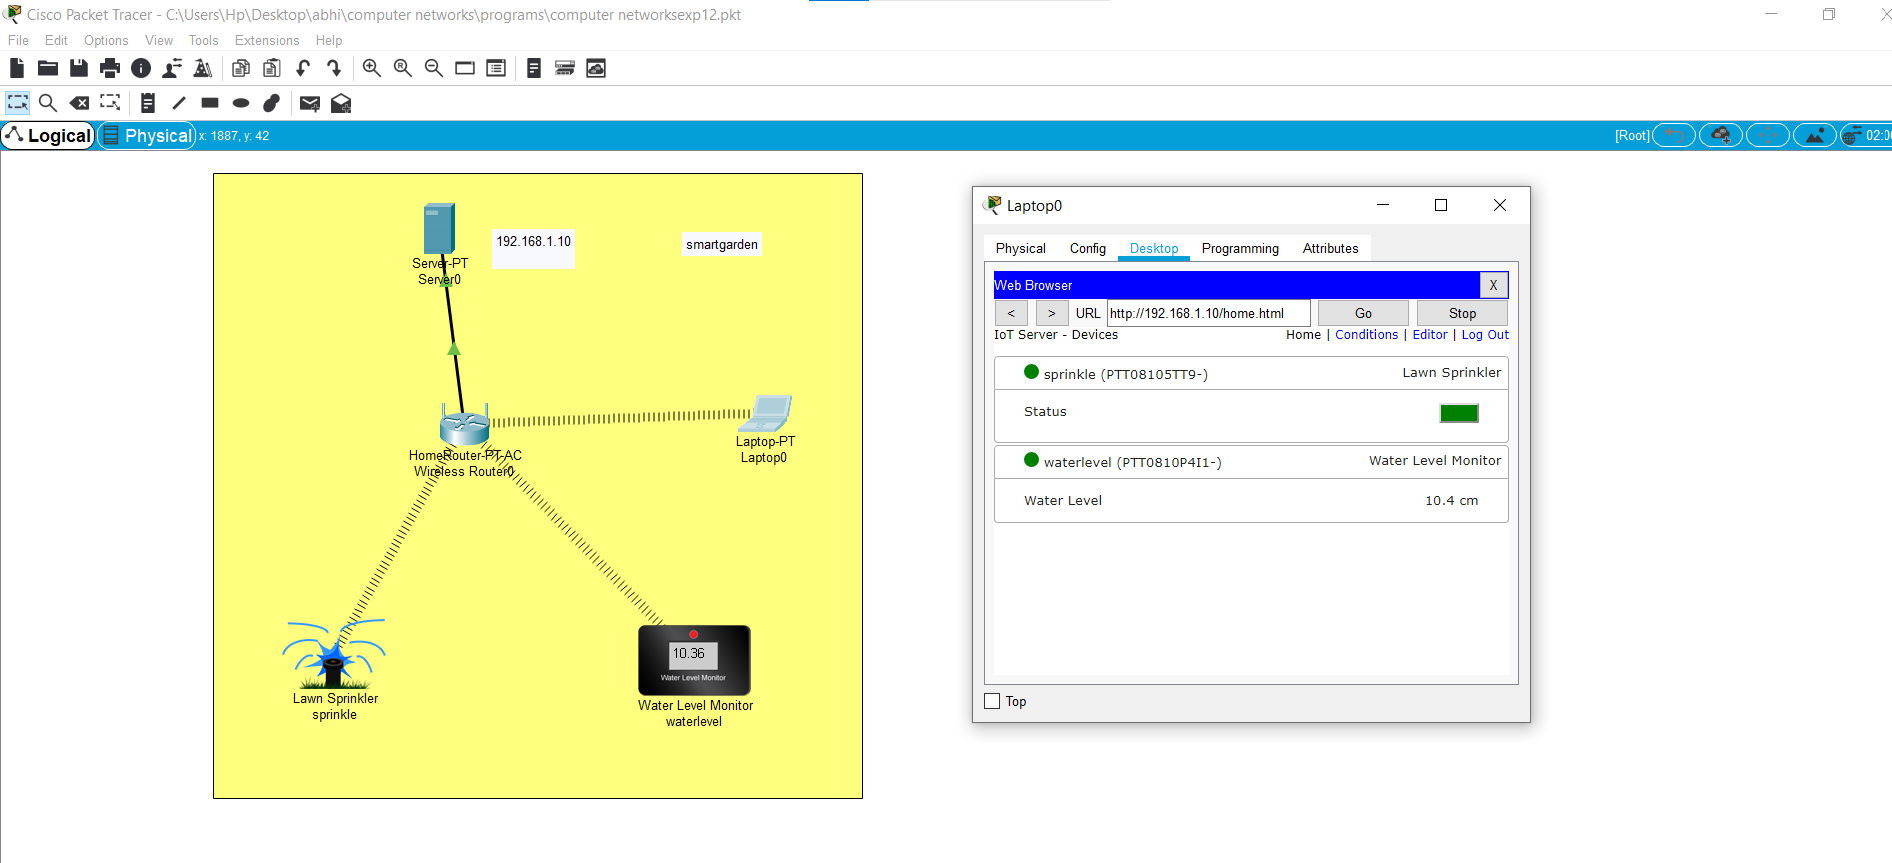 Cisco Packet Tracer - C:\Users\Hp\Desktop\abhi\computer networks\programs\computer networksexp12.pkt
File Edit Options View Tools Extensions Help
Logical Physical x: 1887, y: 42 [Root]
192.168.1.10
smartgarden
Server-PT
Server0
HomeRouter-PT-AC
Wireless Router0
Laptop-PT
Laptop0
Lawn Sprinkler
sprinkle
10.36
Water Level Monitor
Water Level Monitor
waterlevel
Laptop0
Physical Config Desktop Programming Attributes
Web Browser X
< > URL http://192.168.1.10/home.html Go Stop
IoT Server - Devices Home | Conditions | Editor | Log Out
sprinkle (PTT08105TT9-) Lawn Sprinkler
Status
waterlevel (PTT0810P4I1-) Water Level Monitor
Water Level 10.4 cm
Top